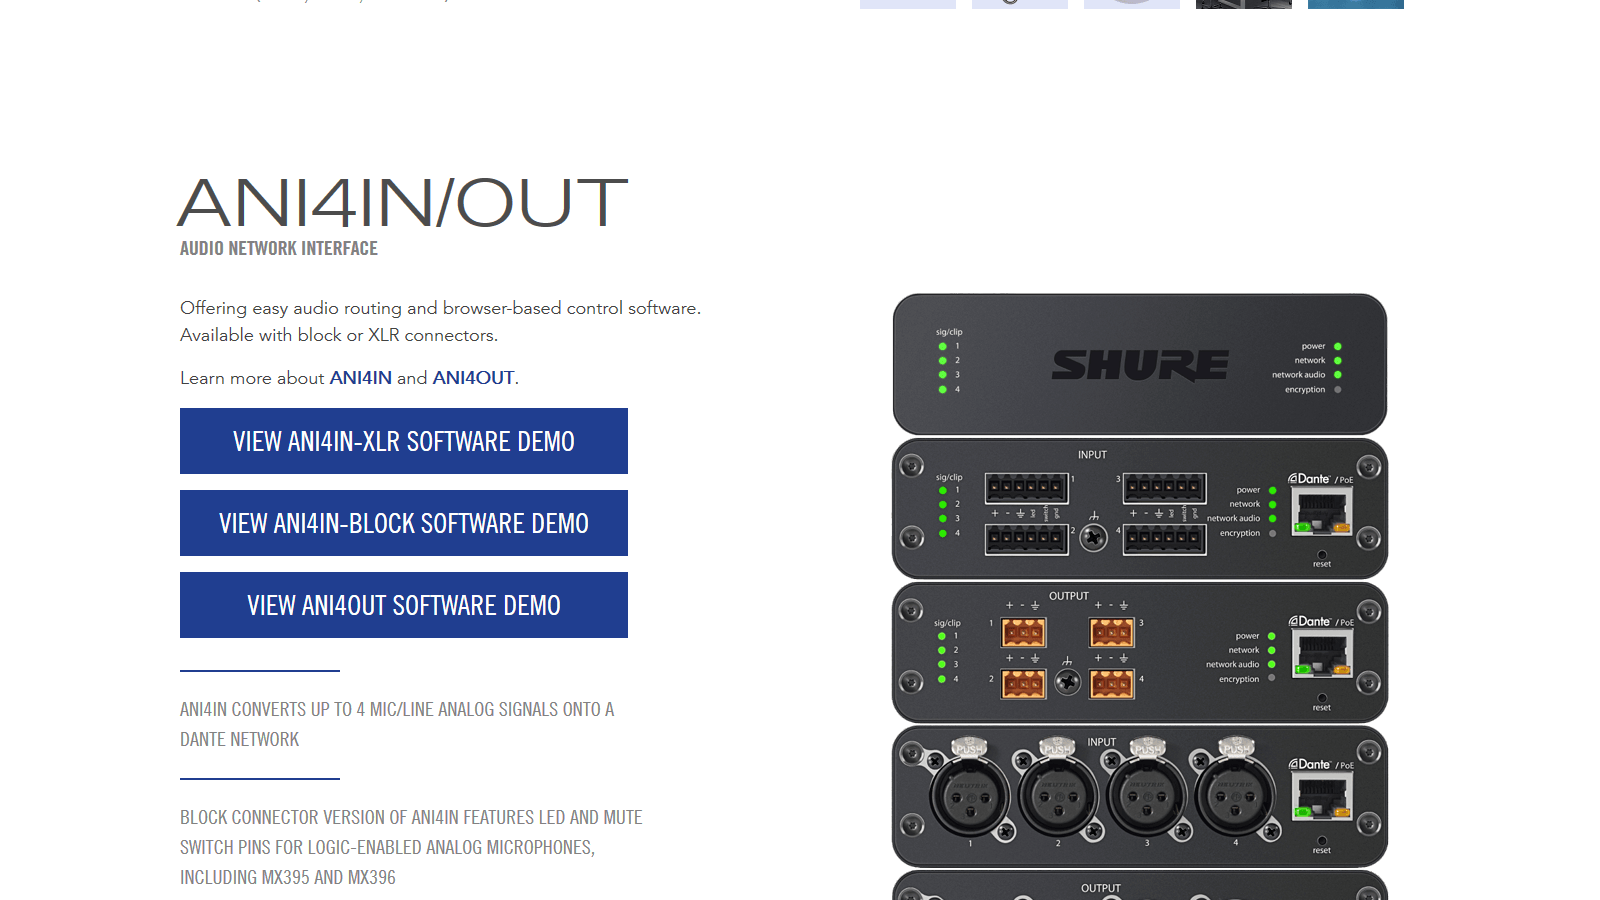 ANI4IN/OUT
AUDIO NETWORK INTERFACE
Offering easy audio routing and browser-based control software.
Available with block or XLR connectors.
Learn more about ANI4IN and ANI4OUT.
VIEW ANI4IN-XLR SOFTWARE DEMO
VIEW ANI4IN-BLOCK SOFTWARE DEMO
VIEW ANI4OUT SOFTWARE DEMO
ANI4IN CONVERTS UP TO 4 MIC/LINE ANALOG SIGNALS ONTO A
DANTE NETWORK
BLOCK CONNECTOR VERSION OF ANI4IN FEATURES LED AND MUTE
SWITCH PINS FOR LOGIC-ENABLED ANALOG MICROPHONES,
INCLUDING MX395 AND MX396
sig/clip
1
2
3
4
SHURE
power
network
network audio
encryption
INPUT
sig/clip
1
2
3
4
1
3
+ - led switch gnd
+ - led switch gnd
2
4
power
network
network audio
encryption
Dante / PoE
reset
OUTPUT
sig/clip
1
2
3
4
+ -
+ -
1
3
+ -
+ -
2
4
power
network
network audio
encryption
Dante / PoE
reset
INPUT
PUSH
PUSH
PUSH
PUSH
1
2
3
4
Dante / PoE
reset
OUTPUT